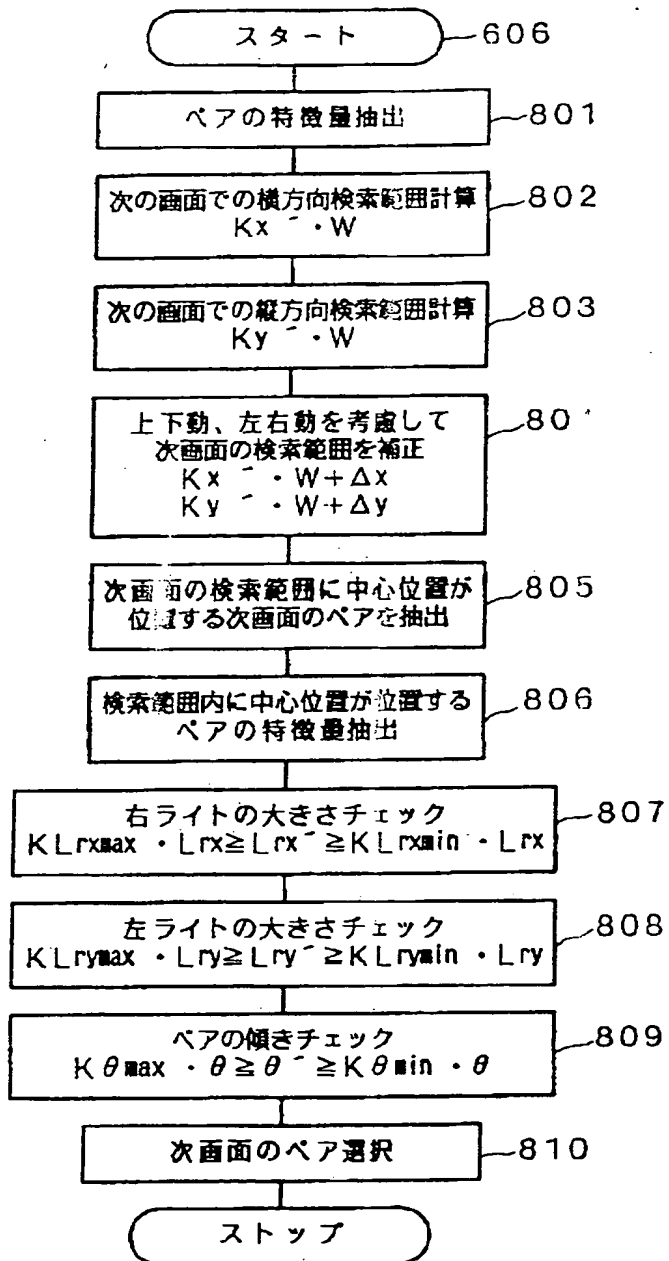 スタート
606
ペアの特徴量抽出
801
次の画面での横方向検索範囲計算
Kx´・W
802
次の画面での縦方向検索範囲計算
Ky´・W
803
上下動、左右動を考慮して
次画面の検索範囲を補正
Kx´・W+Δx
Ky´・W+Δy
80
次画面の検索範囲に中心位置が
位置する次画面のペアを抽出
805
検索範囲内に中心位置が位置する
ペアの特徴量抽出
806
右ライトの大きさチェック
KLrxmax・Lrx≧Lrx´≧KLrxmin・Lrx
807
左ライトの大きさチェック
KLrymax・Lry≧Lry´≧KLrymin・Lry
808
ペアの傾きチェック
Kθmax・θ≧θ´≧Kθmin・θ
809
次画面のペア選択
810
ストップ